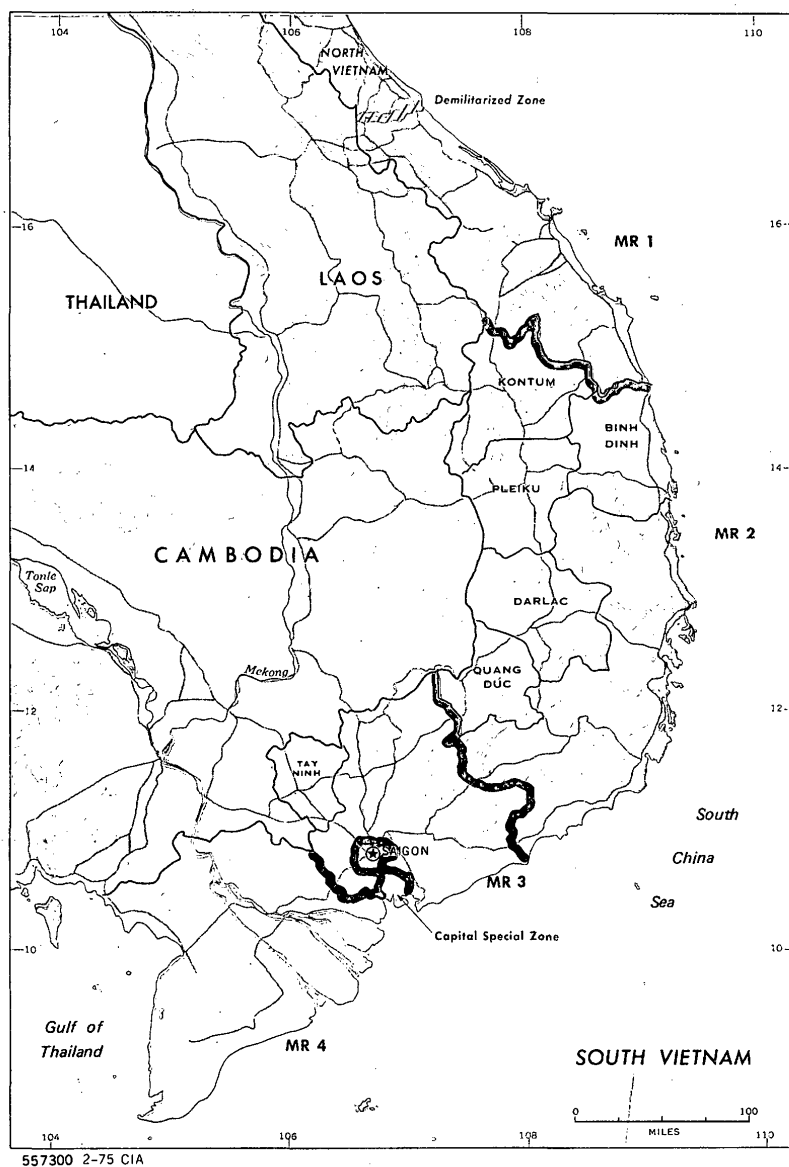 104 106 108 110
NORTH
VIETNAM
Demilitarized Zone
16 16
MR 1
LAOS
THAILAND
KONTUM
BINH
DINH
14 14
PLEIKU
MR 2
CAMBODIA
Tonle
Sap
DARLAC
Mekong
QUANG
DUC
12 12
TAY
NINH
South
China
Sea
SAIGON
MR 3
Capital Special Zone
10 10
Gulf of
Thailand
MR 4
SOUTH VIETNAM
0 100
MILES
104 106 108 110
557300 2-75 CIA